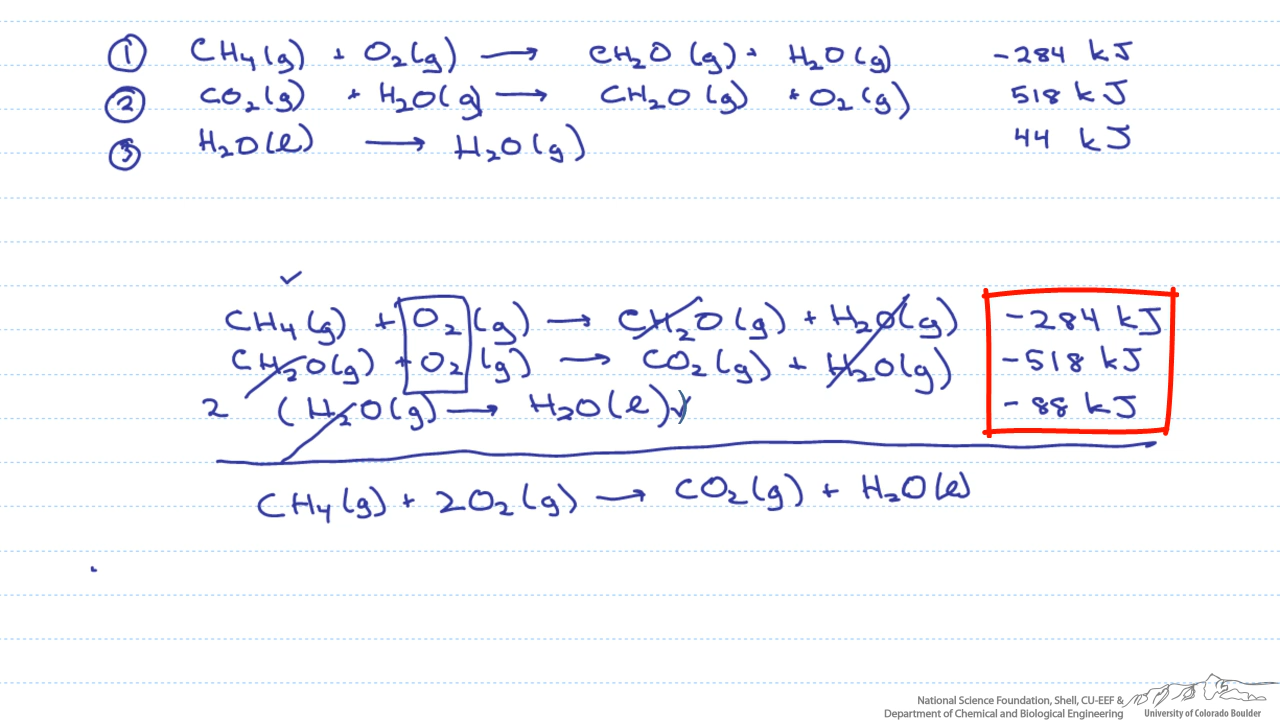 ① CH₄(g) + O₂(g) → CH₂O(g) + H₂O(g) -284 kJ
② CO₂(g) + H₂O(g) → CH₂O(g) + O₂(g) 518 kJ
③ H₂O(l) → H₂O(g) 44 kJ
✓
CH₄(g) + O₂(g) → CH₂O(g) + H₂O(g) -284 kJ
CH₂O(g) + O₂(g) → CO₂(g) + H₂O(g) -518 kJ
2 (H₂O(g) → H₂O(l)) -88 kJ
CH₄(g) + 2O₂(g) → CO₂(g) + H₂O(l)
National Science Foundation, Shell, CU-EEF &
Department of Chemical and Biological Engineering
University of Colorado Boulder